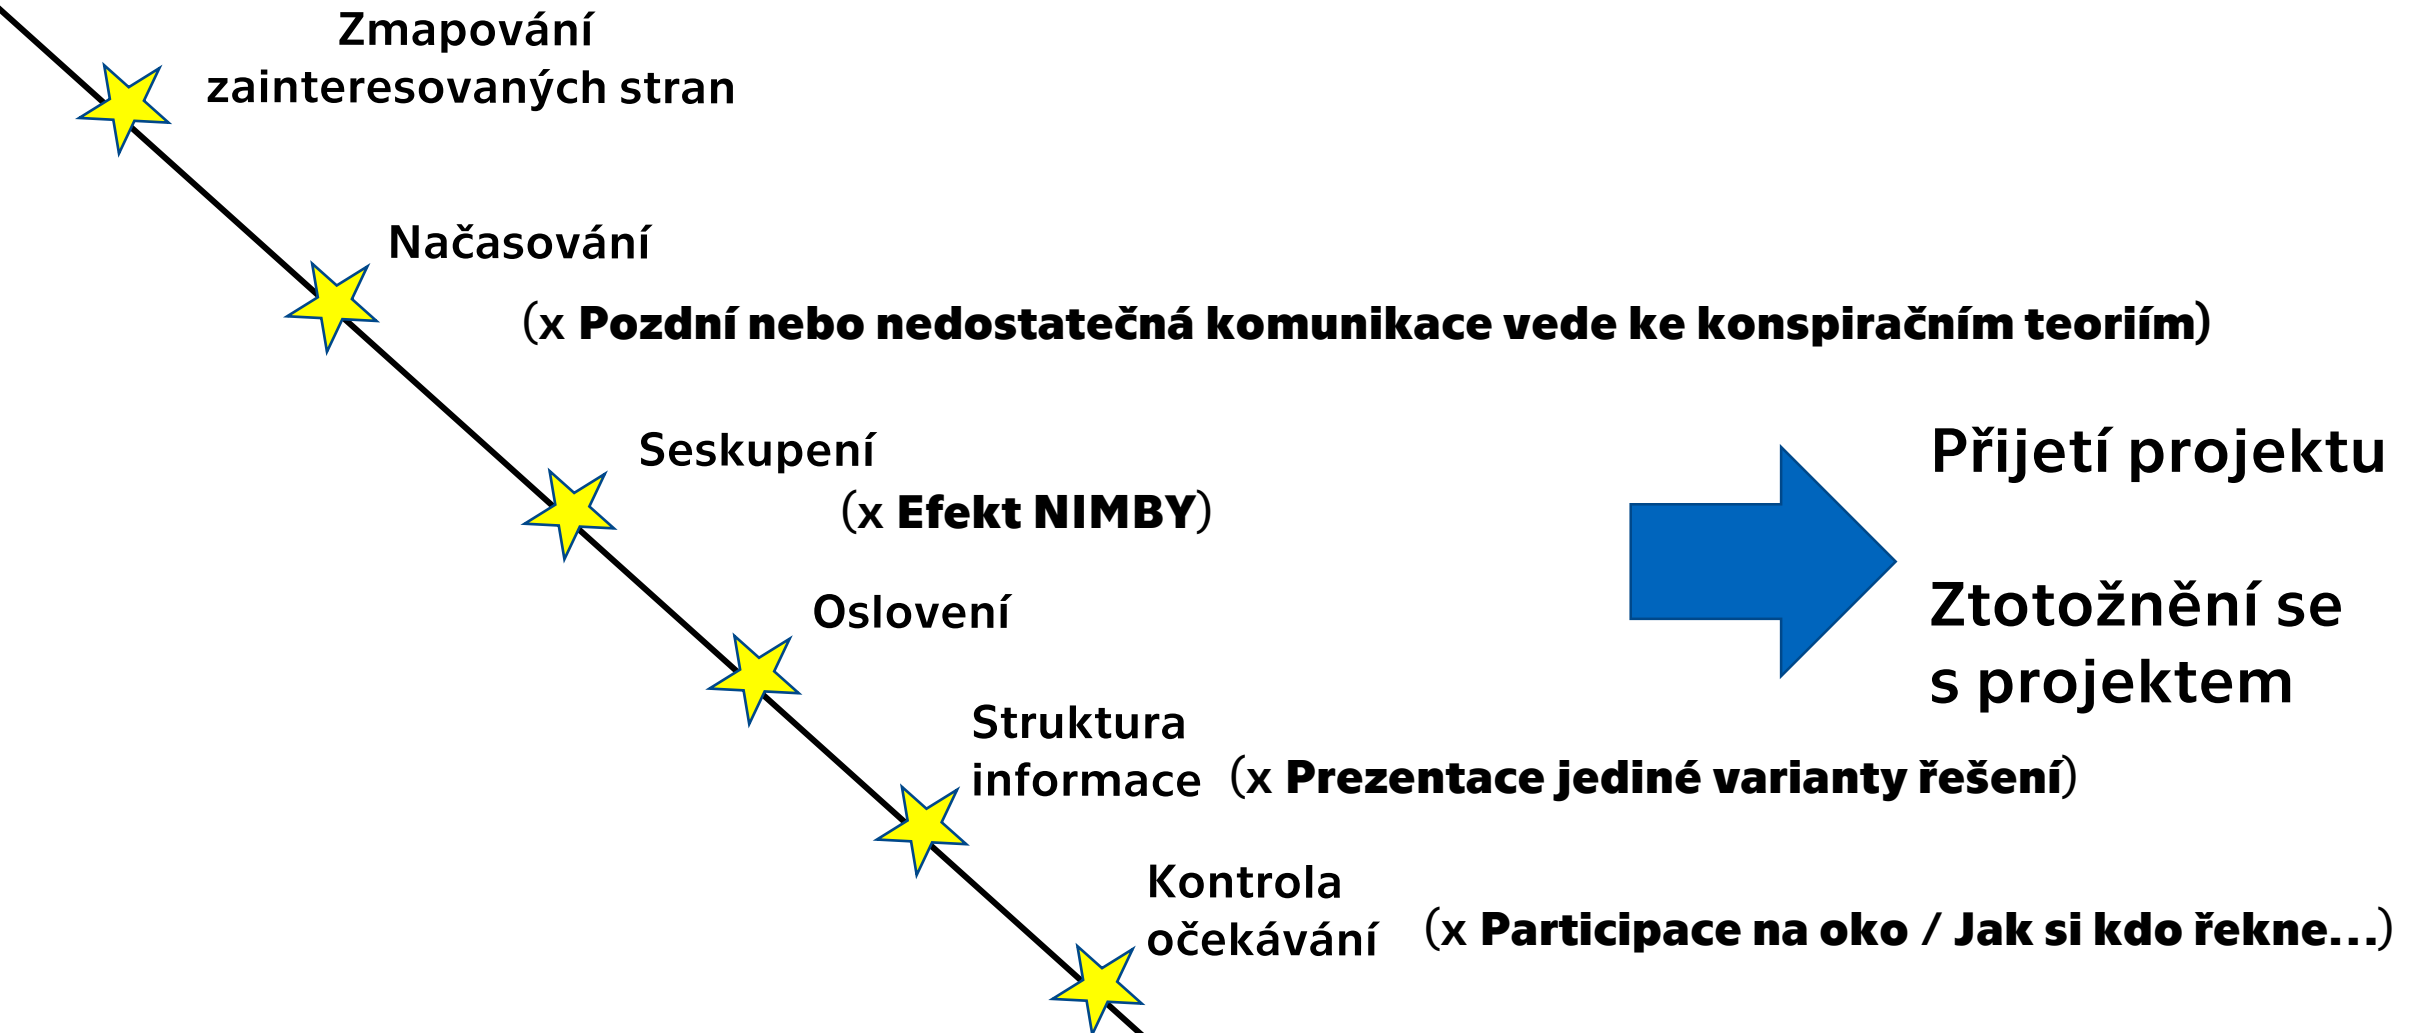 Zmapování
zainteresovaných stran
Načasování
(x Pozdní nebo nedostatečná komunikace vede ke konspiračním teoriím)
Seskupení
(x Efekt NIMBY)
Oslovení
Struktura
informace (x Prezentace jediné varianty řešení)
Kontrola
očekávání (x Participace na oko / Jak si kdo řekne...)
Přijetí projektu
Ztotožnění se
s projektem